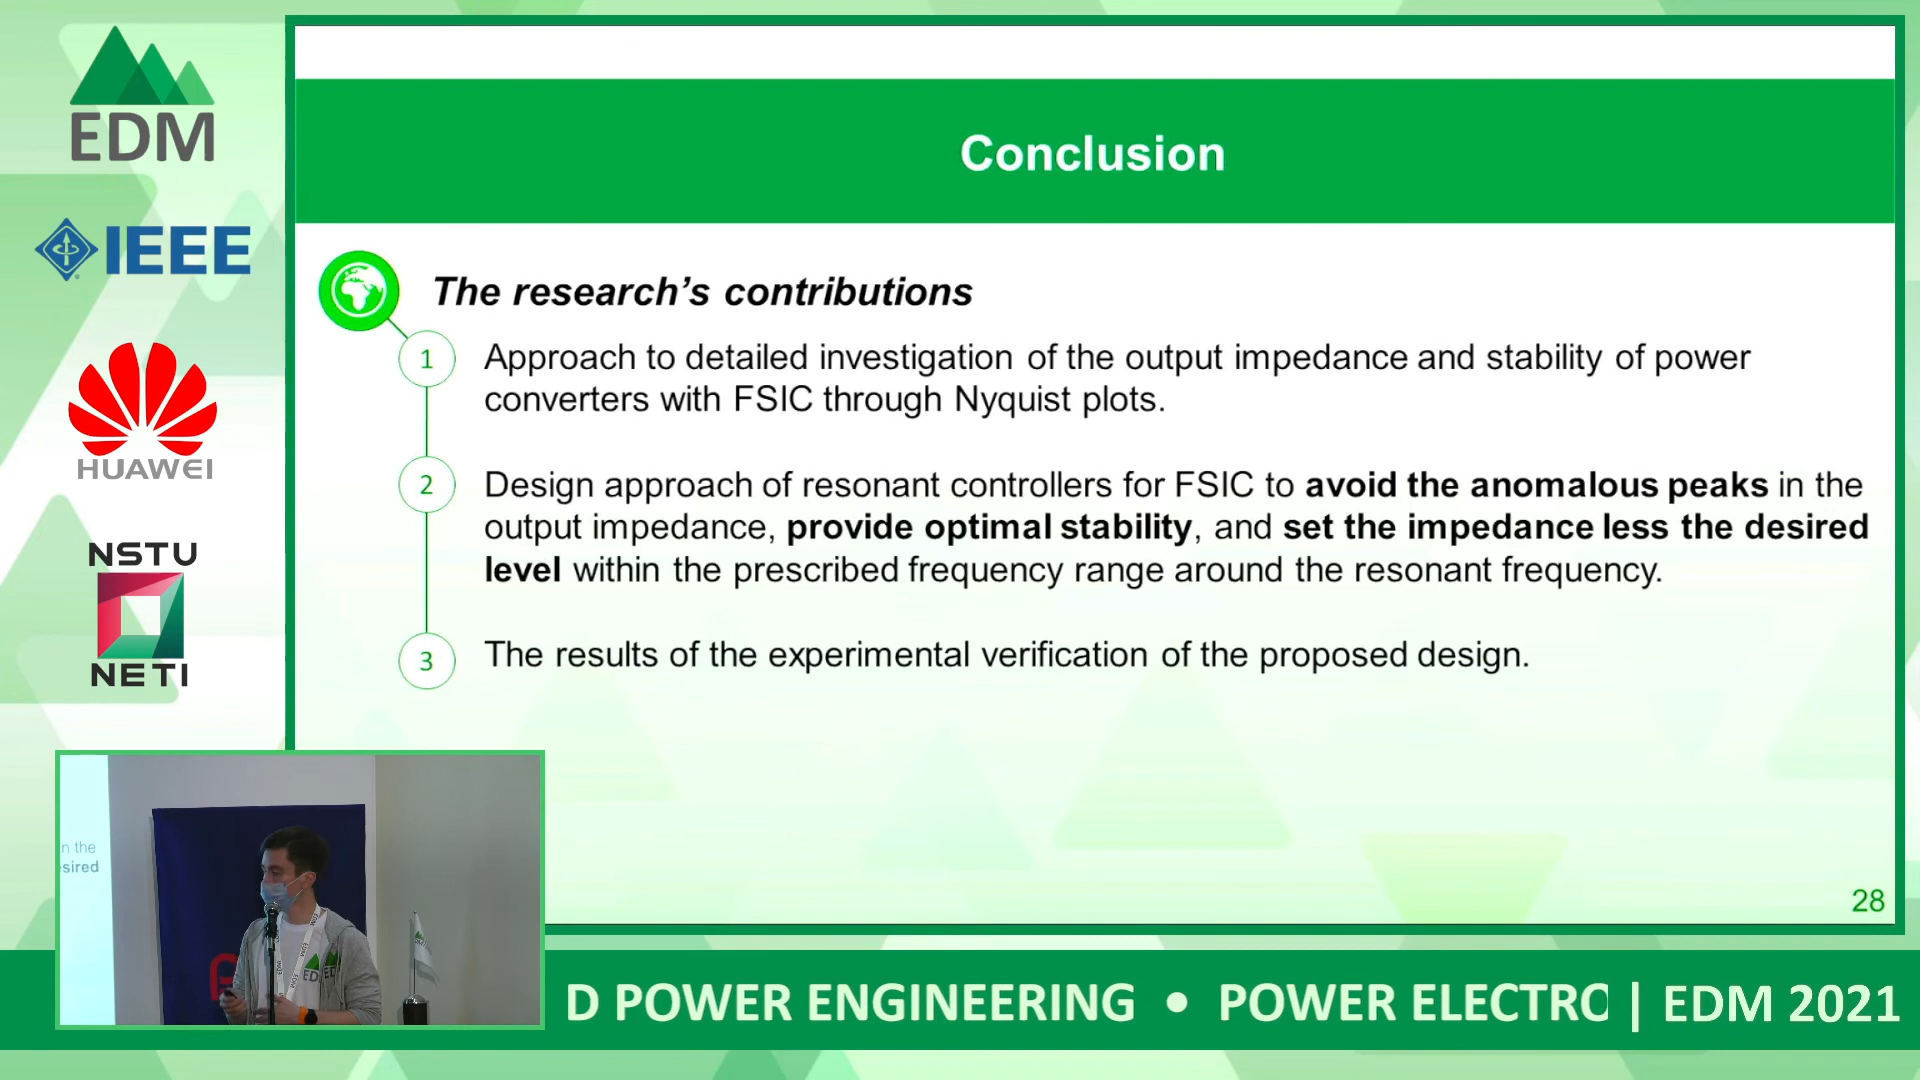 EDM
IEEE
HUAWEI
NSTU
NETI
Conclusion
The research’s contributions
1
Approach to detailed investigation of the output impedance and stability of power
converters with FSIC through Nyquist plots.
2
Design approach of resonant controllers for FSIC to avoid the anomalous peaks in the
output impedance, provide optimal stability, and set the impedance less the desired
level within the prescribed frequency range around the resonant frequency.
3
The results of the experimental verification of the proposed design.
28
n the
sired
D POWER ENGINEERING • POWER ELECTRO | EDM 2021